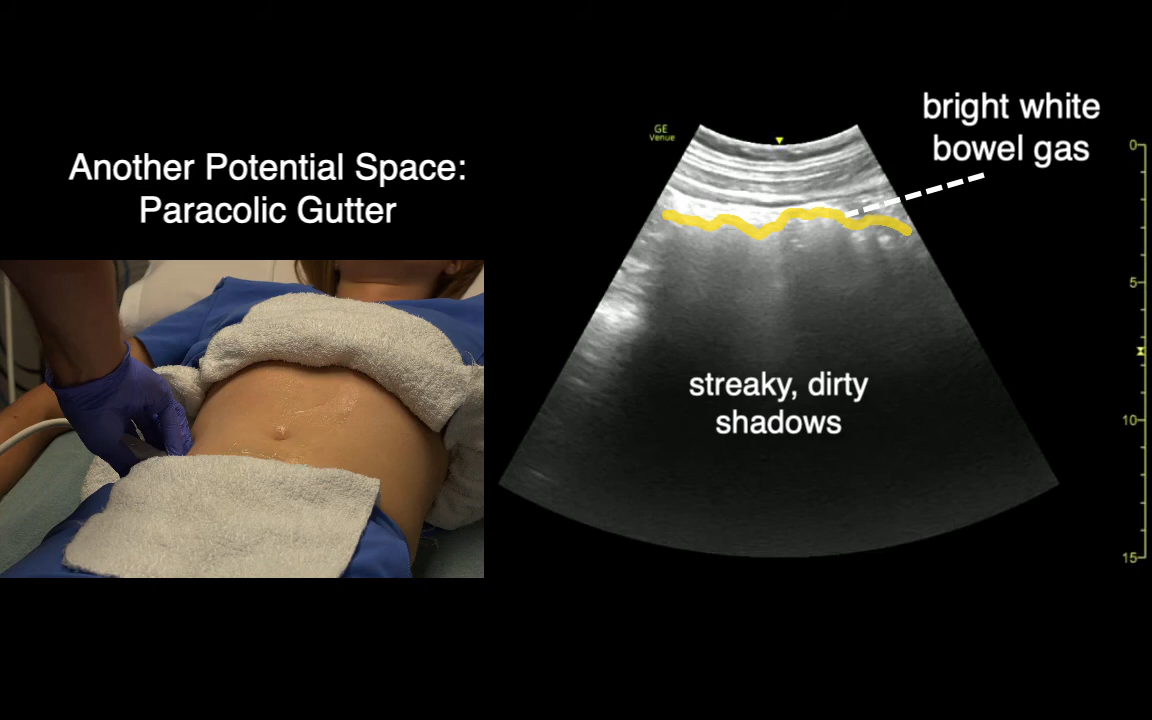 Another Potential Space:
Paracolic Gutter
GE
Venue
bright white
bowel gas
streaky, dirty
shadows
0
5
10
15